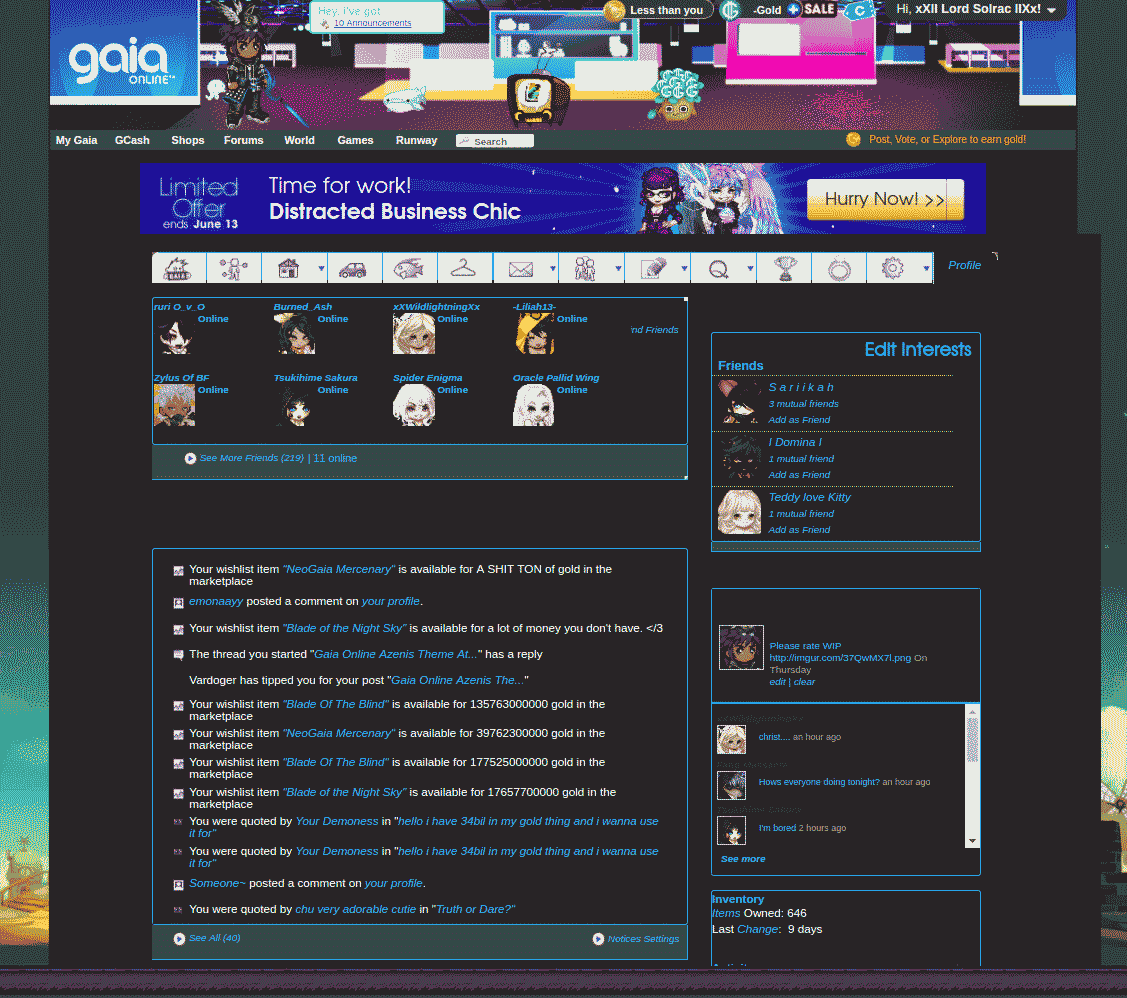 Hey, i've got
10 Announcements
Less than you
-Gold
SALE
C
Hi, xXII Lord Solrac IIXx!
gaia
ONLINE™
My Gaia
GCash
Shops
Forums
World
Games
Runway
Search
Post, Vote, or Explore to earn gold!
Limited
Offer
ends June 13
Time for work!
Distracted Business Chic
Hurry Now! >>
Profile
ruri O_v_O
Online
Burned_Ash
Online
xXWildlightningXx
Online
-Liliah13-
Online
nd Friends
Zylus Of BF
Online
Tsukihime Sakura
Online
Spider Enigma
Online
Oracle Pallid Wing
Online
See More Friends (219) | 11 online
Edit Interests
Friends
S a r i i k a h
3 mutual friends
Add as Friend
I Domina I
1 mutual friend
Add as Friend
Teddy love Kitty
1 mutual friend
Add as Friend
Your wishlist item "NeoGaia Mercenary" is available for A SHIT TON of gold in the
marketplace
emonaayy posted a comment on your profile.
Your wishlist item "Blade of the Night Sky" is available for a lot of money you don't have. </3
The thread you started "Gaia Online Azenis Theme At..." has a reply
Vardoger has tipped you for your post "Gaia Online Azenis The..."
Your wishlist item "Blade Of The Blind" is available for 135763000000 gold in the
marketplace
Your wishlist item "NeoGaia Mercenary" is available for 39762300000 gold in the
marketplace
Your wishlist item "Blade Of The Blind" is available for 177525000000 gold in the
marketplace
Your wishlist item "Blade of the Night Sky" is available for 17657700000 gold in the
marketplace
You were quoted by Your Demoness in "hello i have 34bil in my gold thing and i wanna use
it for"
You were quoted by Your Demoness in "hello i have 34bil in my gold thing and i wanna use
it for"
Someone~ posted a comment on your profile.
You were quoted by chu very adorable cutie in "Truth or Dare?"
See All (40)
Notices Settings
Please rate WIP
http://imgur.com/37QwMX7l.png On
Thursday
edit | clear
christ.... an hour ago
Hows everyone doing tonight? an hour ago
I'm bored 2 hours ago
See more
Inventory
Items Owned: 646
Last Change: 9 days